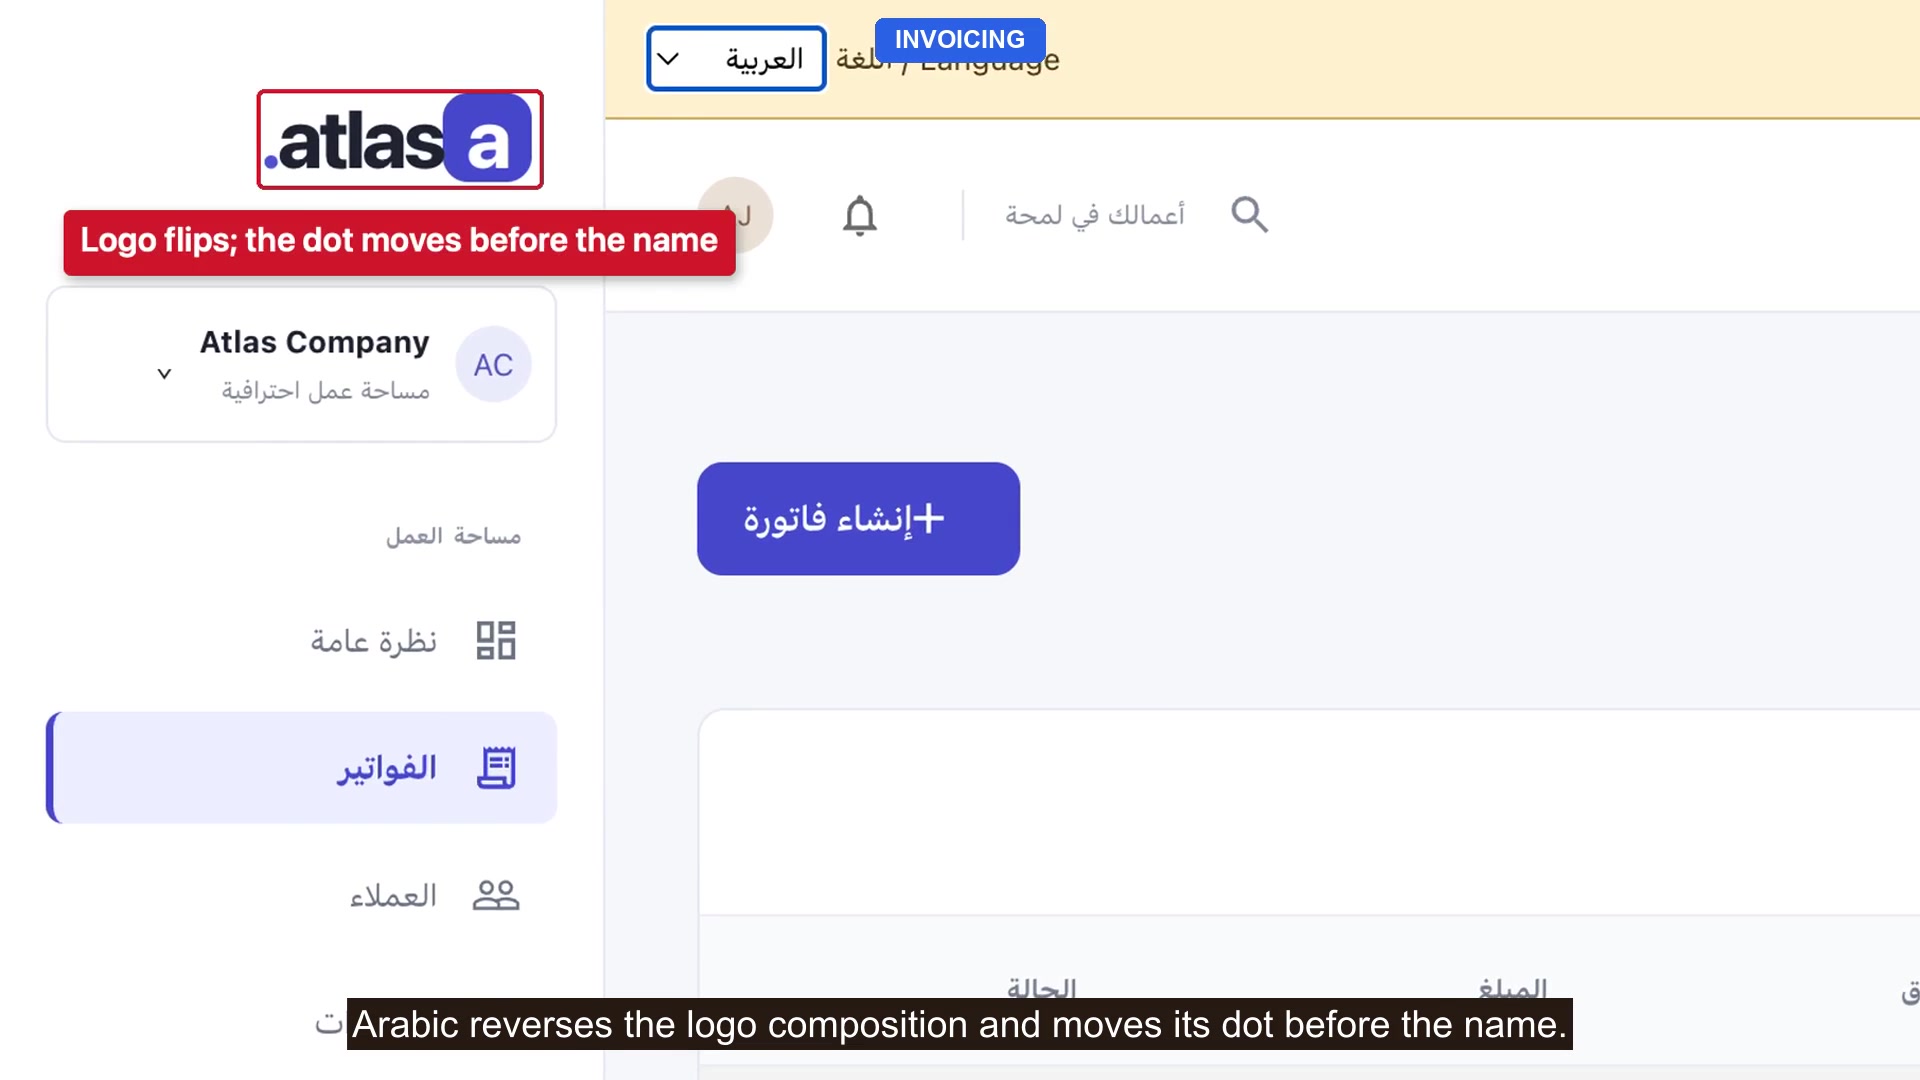 INVOICING
العربية
اللغة / Language
.atlas a
Logo flips; the dot moves before the name
أعمالك في لمحة
Atlas Company
AC
مساحة عمل احترافية
إنشاء فاتورة
مساحة العمل
نظرة عامة
الفواتير
العملاء
الحالة
المبلغ
Arabic reverses the logo composition and moves its dot before the name.